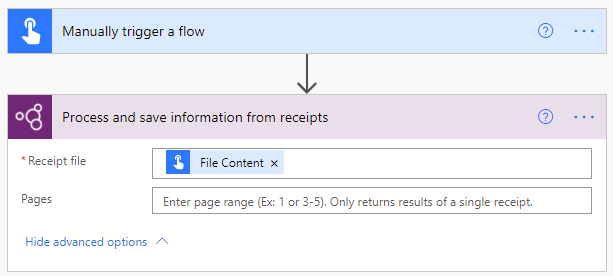 Manually trigger a flow
Process and save information from receipts
* Receipt file
File Content ×
Pages
Enter page range (Ex: 1 or 3-5). Only returns results of a single receipt.
Hide advanced options